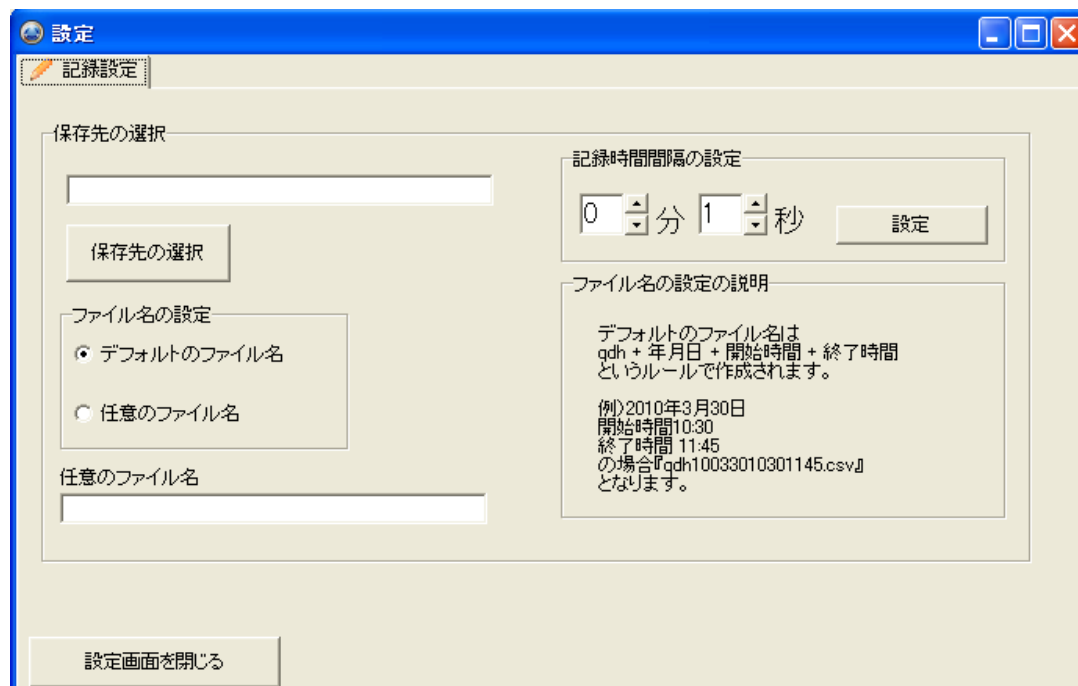 設定
記録設定
保存先の選択
保存先の選択
ファイル名の設定
デフォルトのファイル名
任意のファイル名
任意のファイル名
記録時間間隔の設定
0 分 1 秒 設定
ファイル名の設定の説明
デフォルトのファイル名は
qdh + 年月日 + 開始時間 + 終了時間
というルールで作成されます。
例)2010年3月30日
開始時間10:30
終了時間 11:45
の場合『qdh10033010301145.csv』
となります。
設定画面を閉じる